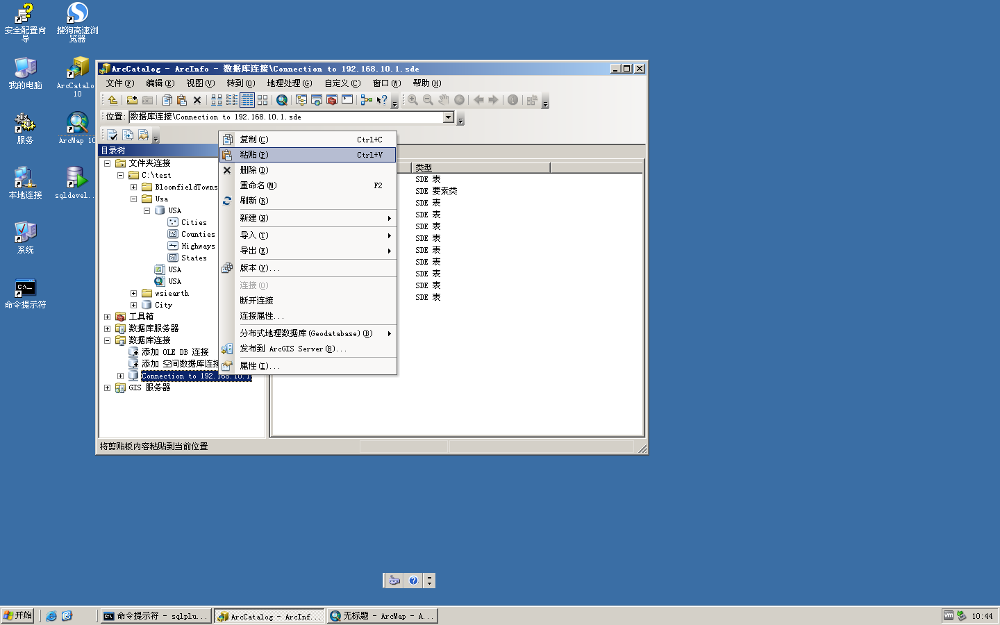 安全配置向
导
搜狗高速浏
览器
我的电脑
ArcCatalo
10
服务
ArcMap 10
本地连接
sqldevel..
系统
命令提示符
ArcCatalog - ArcInfo - 数据库连接\Connection to 192.168.10.1.sde
文件(F) 编辑(E) 视图(V) 转到(O) 地理处理(G) 自定义(C) 窗口(W) 帮助(H)
位置: 数据库连接\Connection to 192.168.10.1.sde
目录树
文件夹连接
C:\test
BloomfieldTowns
Usa
USA
Cities
Counties
Highways
States
USA
USA
wsiearth
City
工具箱
数据库服务器
数据库连接
添加 OLE DB 连接
添加 空间数据库连接
Connection to 192.168.10.1
GIS 服务器
复制(C) Ctrl+C
粘贴(P) Ctrl+V
删除(D)
重命名(M) F2
刷新(R)
新建(N)
导入(T)
导出(E)
版本(V)...
连接(O)
断开连接
连接属性...
分布式地理数据库(Geodatabase)(B)
发布到 ArcGIS Server(B)...
属性(I)...
类型
SDE 表
SDE 要素类
SDE 表
SDE 表
SDE 表
SDE 表
SDE 表
SDE 表
SDE 表
SDE 表
SDE 表
将剪贴板内容粘贴到当前位置
开始
命令提示符 - sqlplu...
ArcCatalog - ArcInf...
无标题 - ArcMap - A...
10:44